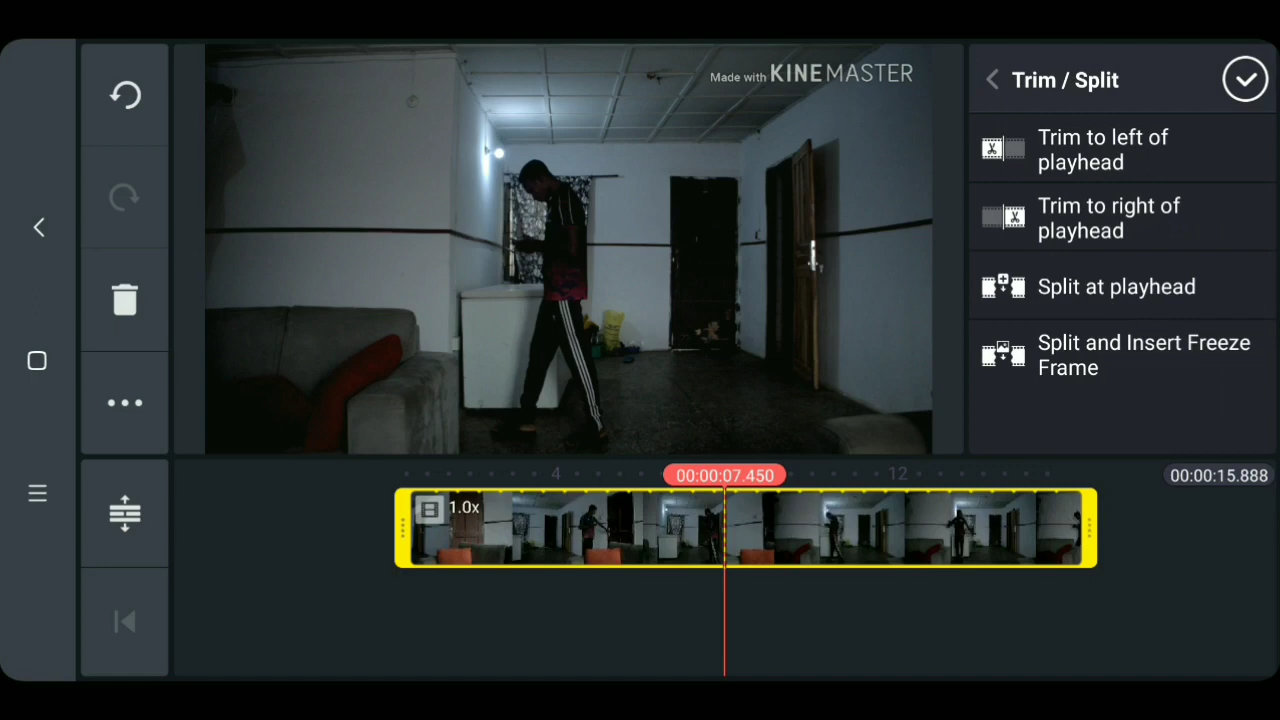 Made with KINEMASTER
Trim / Split
Trim to left of
playhead
Trim to right of
playhead
Split at playhead
Split and Insert Freeze
Frame
4
00:00:07.450
12
00:00:15.888
1.0x